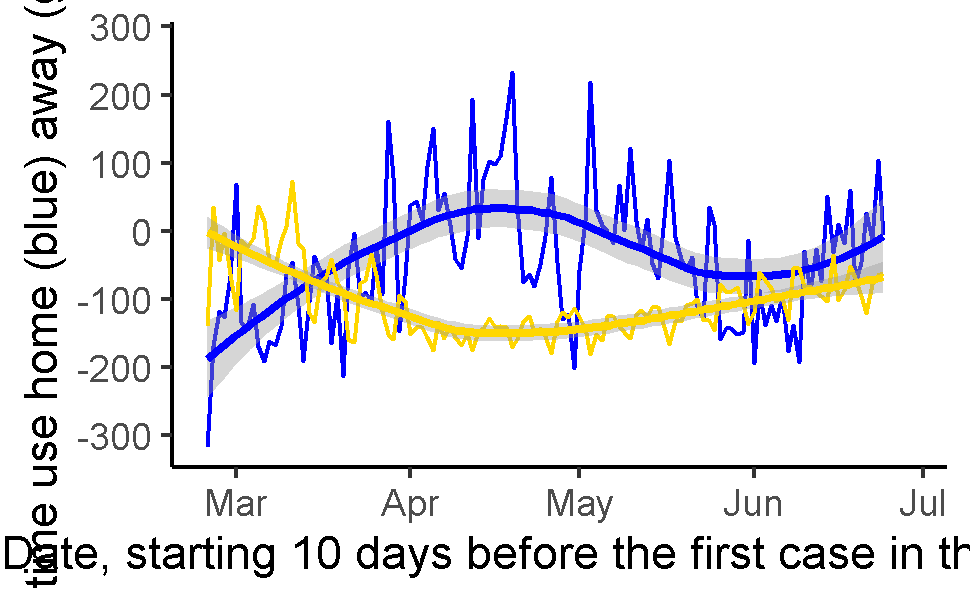 time use home (blue) away (
300
200
100
0
-100
-200
-300
Mar Apr May Jun Jul
Date, starting 10 days before the first case in th